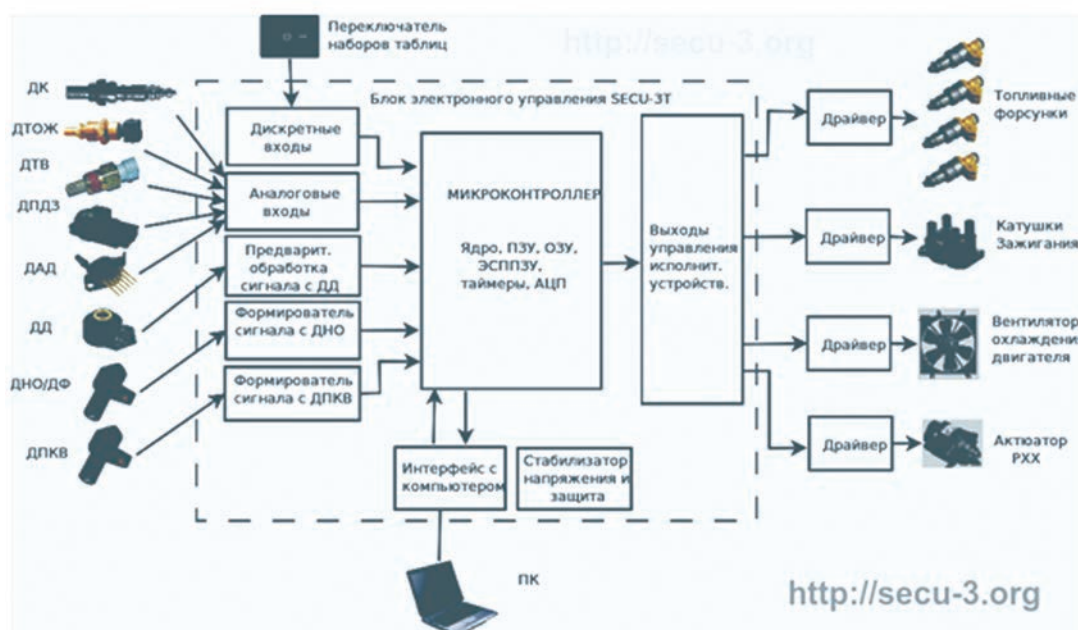 Переключатель
наборов таблиц
http://secu-3.org
ДК
ДТОЖ
ДТВ
ДПДЗ
ДАД
ДД
ДНО/ДФ
ДПКВ
Блок электронного управления SECU-3T
Дискретные
входы
Аналоговые
входы
Предварит.
обработка
сигнала с ДД
Формирователь
сигнала с ДНО
Формирователь
сигнала с ДПКВ
МИКРОКОНТРОЛЛЕР
Ядро, ПЗУ, ОЗУ,
ЭСППЗУ,
таймеры, АЦП
Выходы
управления
исполнит.
устройств.
Интерфейс с
компьютером
Стабилизатор
напряжения и
защита
ПК
Драйвер
Топливные
форсунки
Драйвер
Катушки
Зажигания
Драйвер
Вентилятор
охлаждения
двигателя
Драйвер
Актюатор
РХХ
http://secu-3.org